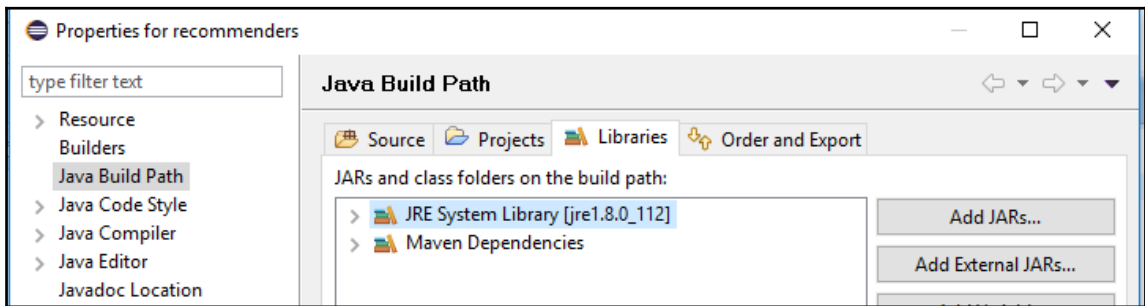 Properties for recommenders
type filter text
Resource
Builders
Java Build Path
Java Code Style
Java Compiler
Java Editor
Javadoc Location
Java Build Path
Source Projects Libraries Order and Export
JARs and class folders on the build path:
JRE System Library [jre1.8.0_112]
Maven Dependencies
Add JARs...
Add External JARs...